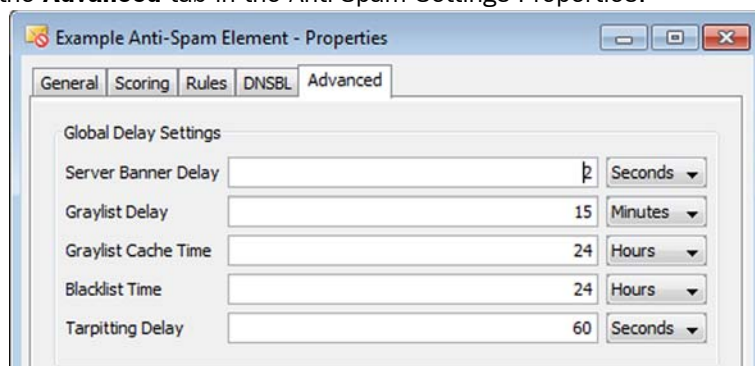 the Advanced tab in the Anti-Spam Settings Properties.
Example Anti-Spam Element - Properties
General Scoring Rules DNSBL Advanced
Global Delay Settings
Server Banner Delay 2 Seconds
Graylist Delay 15 Minutes
Graylist Cache Time 24 Hours
Blacklist Time 24 Hours
Tarpitting Delay 60 Seconds